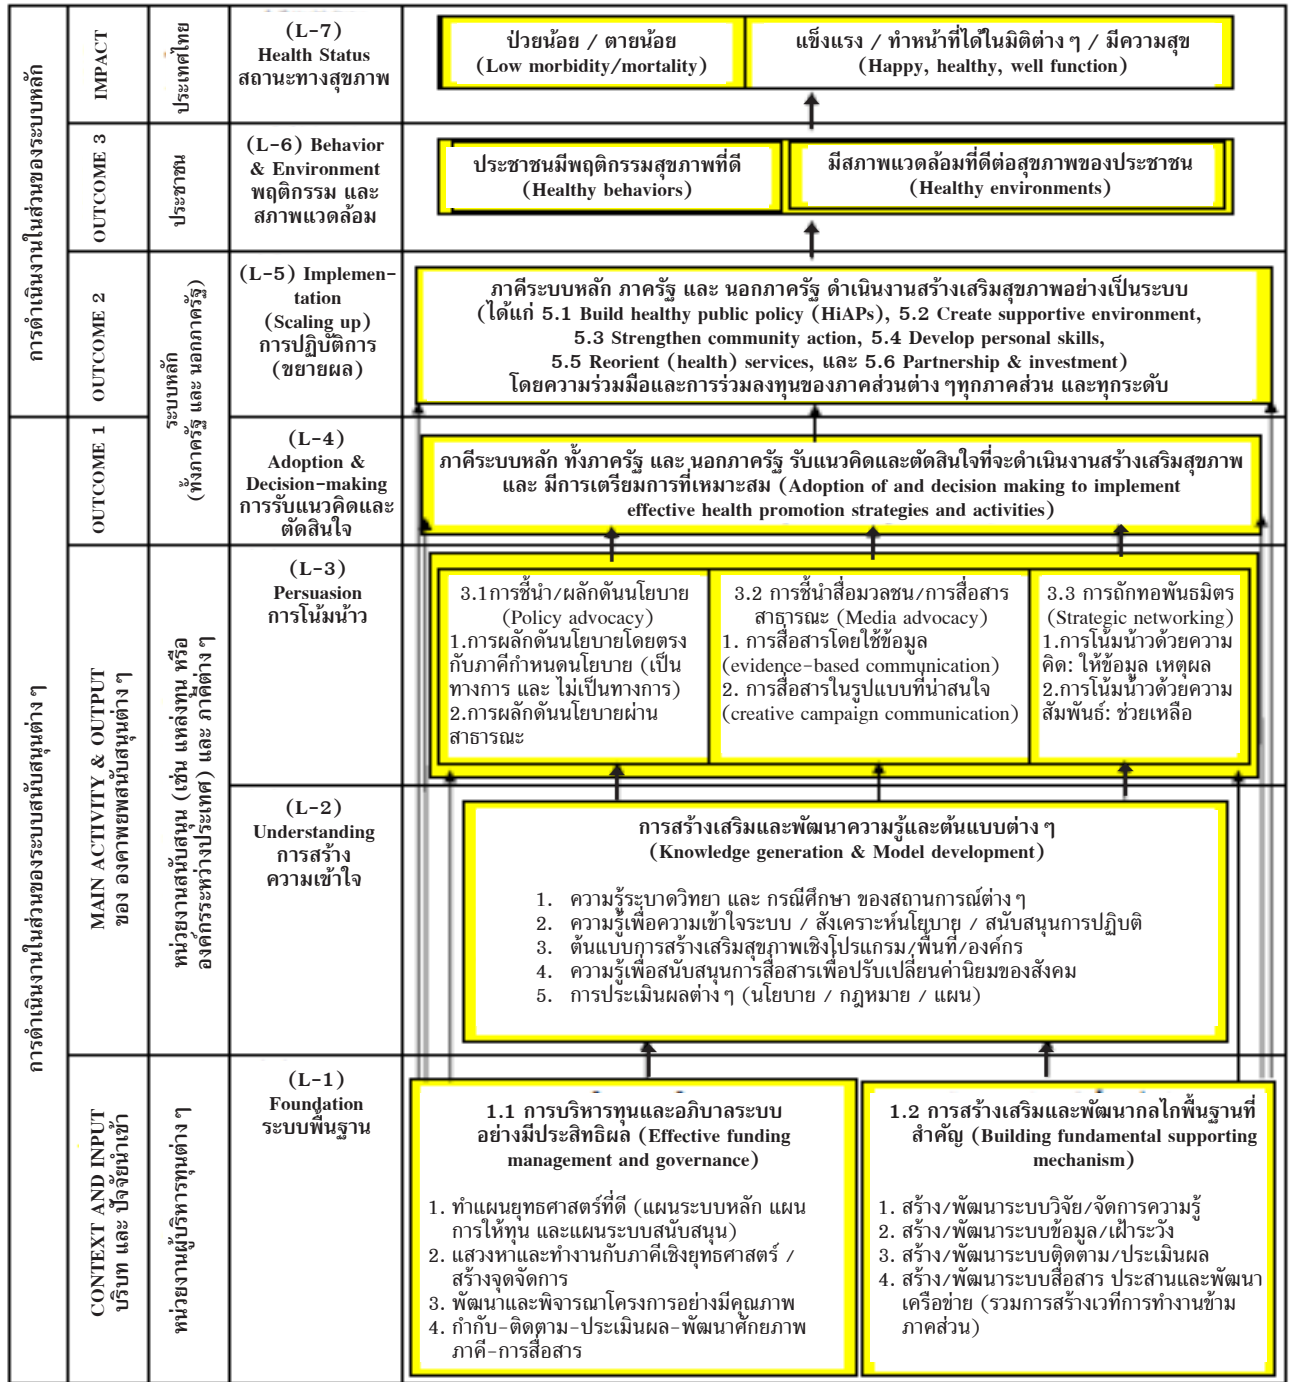 การดำเนินงานในส่วนของระบบหลัก
IMPACT
ประเทศไทย
(L-7)
Health Status
สถานะทางสุขภาพ
ป่วยน้อย / ตายน้อย
(Low morbidity/mortality)
แข็งแรง / ทำหน้าที่ได้ในมิติต่าง ๆ / มีความสุข
(Happy, healthy, well function)
OUTCOME 3
ประชาชน
(L-6) Behavior
& Environment
พฤติกรรม และ
สภาพแวดล้อม
ประชาชนมีพฤติกรรมสุขภาพที่ดี
(Healthy behaviors)
มีสภาพแวดล้อมที่ดีต่อสุขภาพของประชาชน
(Healthy environments)
OUTCOME 2
ระบบหลัก
(ทั้งภาครัฐ และ นอกภาครัฐ)
(L-5) Implemen-
tation
(Scaling up)
การปฏิบัติการ
(ขยายผล)
ภาคีระบบหลัก ภาครัฐ และ นอกภาครัฐ ดำเนินงานสร้างเสริมสุขภาพอย่างเป็นระบบ
(ได้แก่ 5.1 Build healthy public policy (HiAPs), 5.2 Create supportive environment,
5.3 Strengthen community action, 5.4 Develop personal skills,
5.5 Reorient (health) services, และ 5.6 Partnership & investment)
โดยความร่วมมือและการร่วมลงทุนของภาคส่วนต่าง ๆทุกภาคส่วน และทุกระดับ
การดำเนินงานในส่วนของระบบสนับสนุนต่าง ๆ
OUTCOME 1
(L-4)
Adoption &
Decision-making
การรับแนวคิดและ
ตัดสินใจ
ภาคีระบบหลัก ทั้งภาครัฐ และ นอกภาครัฐ รับแนวคิดและตัดสินใจที่จะดำเนินงานสร้างเสริมสุขภาพ
และ มีการเตรียมการที่เหมาะสม (Adoption of and decision making to implement
effective health promotion strategies and activities)
MAIN ACTIVITY & OUTPUT
ของ องคาพยพสนับสนุนต่าง ๆ
หน่วยงานสนับสนุน (เช่น แหล่งทุน หรือ
องค์กรระหว่างประเทศ) และ ภาคีต่าง ๆ
(L-3)
Persuasion
การโน้มน้าว
3.1การชี้นำ/ผลักดันนโยบาย
(Policy advocacy)
1.การผลักดันนโยบายโดยตรง
กับภาคีกำหนดนโยบาย (เป็น
ทางการ และ ไม่เป็นทางการ)
2.การผลักดันนโยบายผ่าน
สาธารณะ
3.2 การชี้นำสื่อมวลชน/การสื่อสาร
สาธารณะ (Media advocacy)
1. การสื่อสารโดยใช้ข้อมูล
(evidence-based communication)
2. การสื่อสารในรูปแบบที่น่าสนใจ
(creative campaign communication)
3.3 การถักทอพันธมิตร
(Strategic networking)
1.การโน้มน้าวด้วยความ
คิด: ให้ข้อมูล เหตุผล
2.การโน้มน้าวด้วยความ
สัมพันธ์: ช่วยเหลือ
(L-2)
Understanding
การสร้าง
ความเข้าใจ
การสร้างเสริมและพัฒนาความรู้และต้นแบบต่าง ๆ
(Knowledge generation & Model development)
1. ความรู้ระบาดวิทยา และ กรณีศึกษา ของสถานการณ์ต่าง ๆ
2. ความรู้เพื่อความเข้าใจระบบ / สังเคราะห์นโยบาย / สนับสนุนการปฏิบติ
3. ต้นแบบการสร้างเสริมสุขภาพเชิงโปรแกรม/พื้นที่/องค์กร
4. ความรู้เพื่อสนับสนุนการสื่อสารเพื่อปรับเปลี่ยนค่านิยมของสังคม
5. การประเมินผลต่าง ๆ (นโยบาย / กฎหมาย / แผน)
CONTEXT AND INPUT
บริบท และ ปัจจัยนำเข้า
หน่วยงานผู้บริหารทุนต่าง ๆ
(L-1)
Foundation
ระบบพื้นฐาน
1.1 การบริหารทุนและอภิบาลระบบ
อย่างมีประสิทธิผล (Effective funding
management and governance)
1. ทำแผนยุทธศาสตร์ที่ดี (แผนระบบหลัก แผน
การให้ทุน และแผนระบบสนับสนุน)
2. แสวงหาและทำงานกับภาคีเชิงยุทธศาสตร์ /
สร้างจุดจัดการ
3. พัฒนาและพิจารณาโครงการอย่างมีคุณภาพ
4. กำกับ-ติดตาม-ประเมินผล-พัฒนาศักยภาพ
ภาคี-การสื่อสาร
1.2 การสร้างเสริมและพัฒนากลไกพื้นฐานที่
สำคัญ (Building fundamental supporting
mechanism)
1. สร้าง/พัฒนาระบบวิจัย/จัดการความรู้
2. สร้าง/พัฒนาระบบข้อมูล/เฝ้าระวัง
3. สร้าง/พัฒนาระบบติดตาม/ประเมินผล
4. สร้าง/พัฒนาระบบสื่อสาร ประสานและพัฒนา
เครือข่าย (รวมการสร้างเวทีการทำงานข้าม
ภาคส่วน)